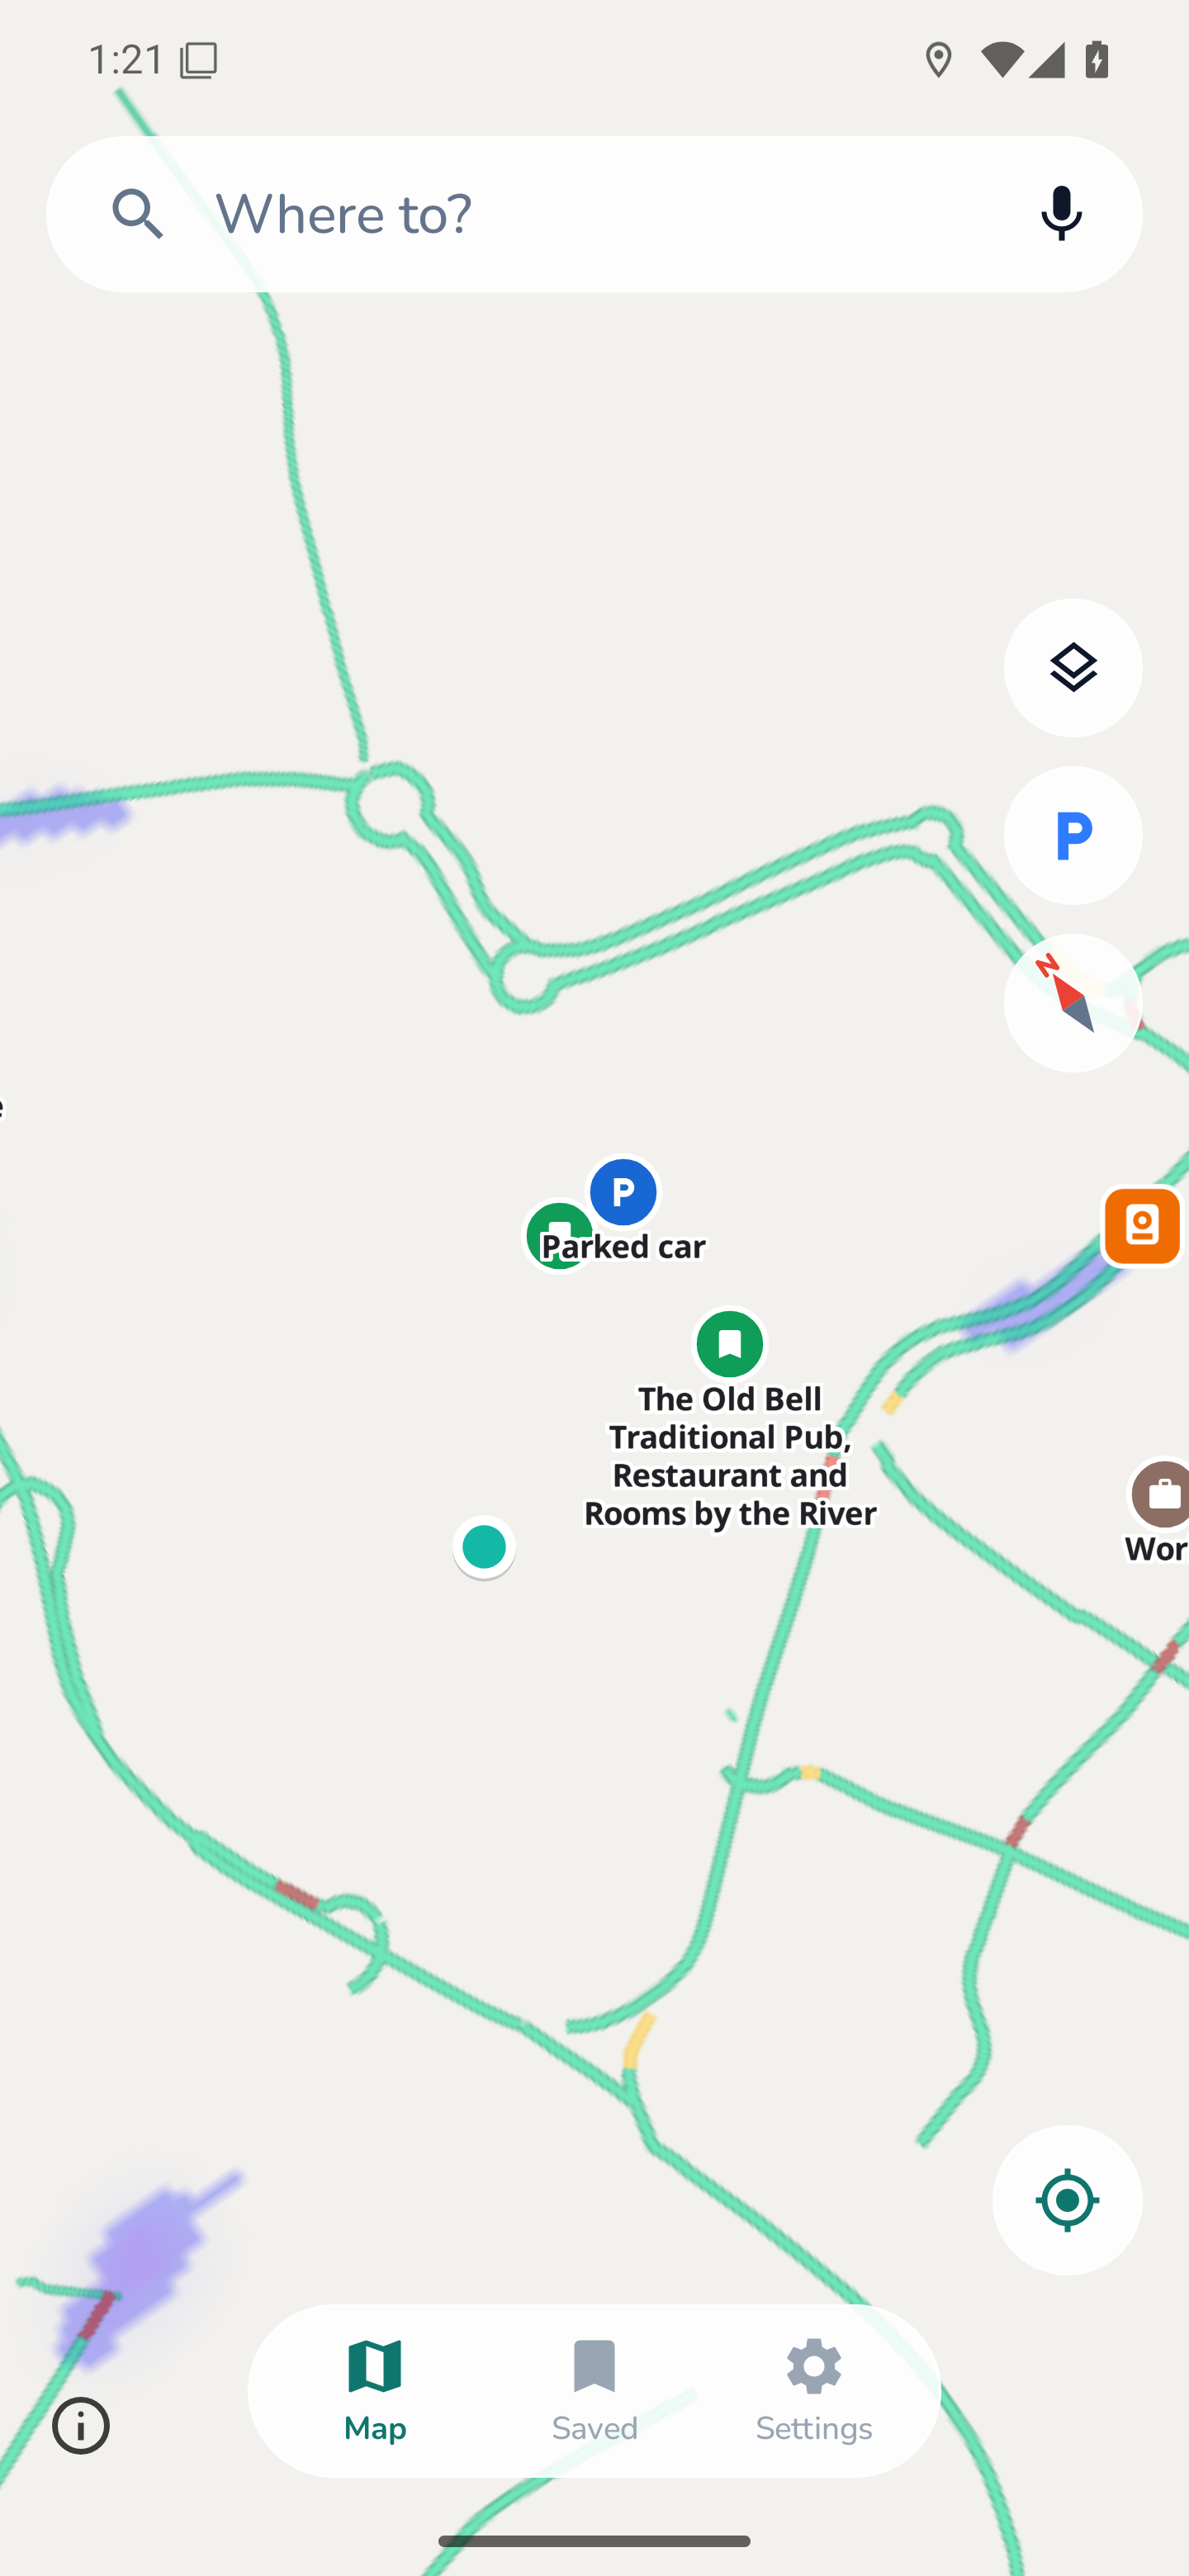 1:21
Where to?
P
N
P
Parked car
The Old Bell
Traditional Pub,
Restaurant and
Rooms by the River
Wor
Map
Saved
Settings